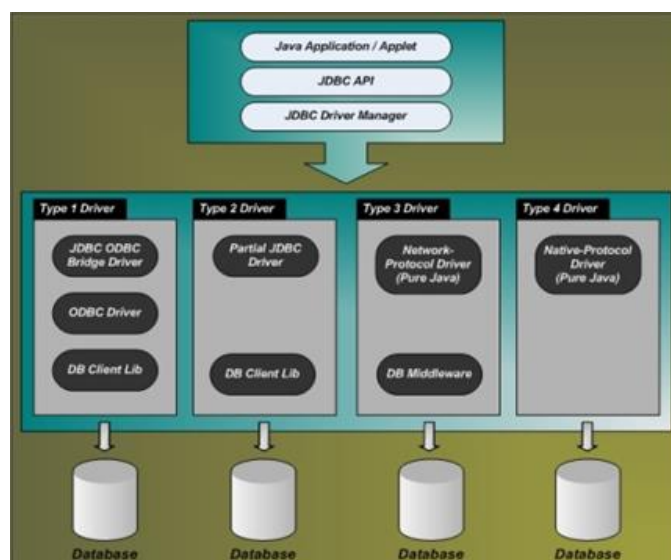 Java Application / Applet
JDBC API
JDBC Driver Manager
Type 1 Driver
Type 2 Driver
Type 3 Driver
Type 4 Driver
JDBC ODBC
Bridge Driver
ODBC Driver
DB Client Lib
Partial JDBC
Driver
DB Client Lib
Network-
Protocol Driver
(Pure Java)
DB Middleware
Native-Protocol
Driver
(Pure Java)
Database
Database
Database
Database